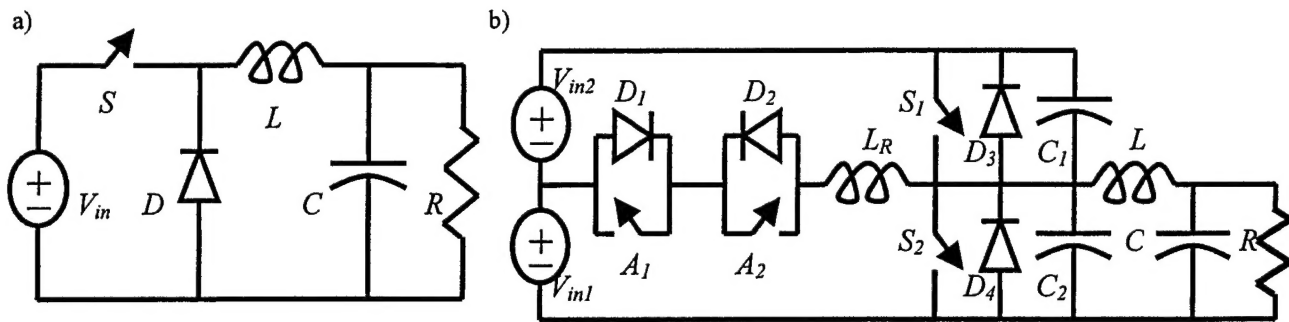 a)
S
L
V_in
D
C
R
b)
V_in2
D_1
D_2
S_1
L_R
D_3
C_1
L
V_in1
A_1
A_2
S_2
D_4
C_2
C
R